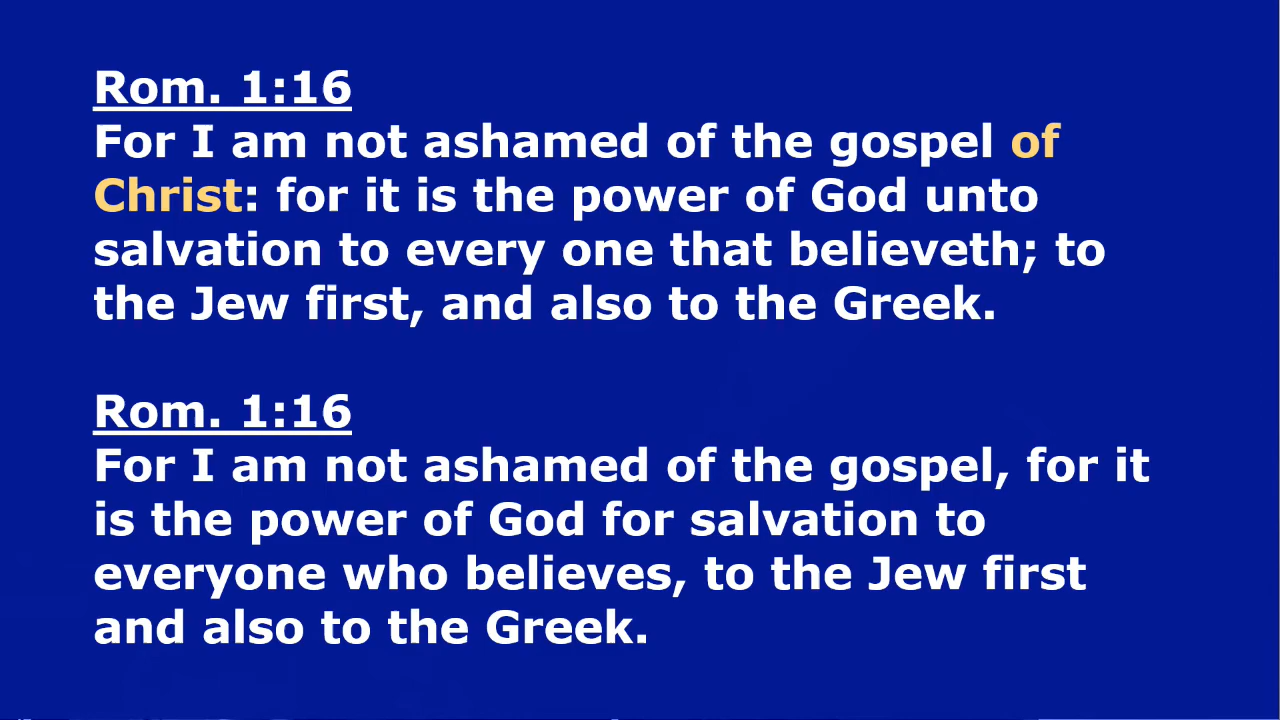 Rom. 1:16
For I am not ashamed of the gospel of
Christ: for it is the power of God unto
salvation to every one that believeth; to
the Jew first, and also to the Greek.
Rom. 1:16
For I am not ashamed of the gospel, for it
is the power of God for salvation to
everyone who believes, to the Jew first
and also to the Greek.